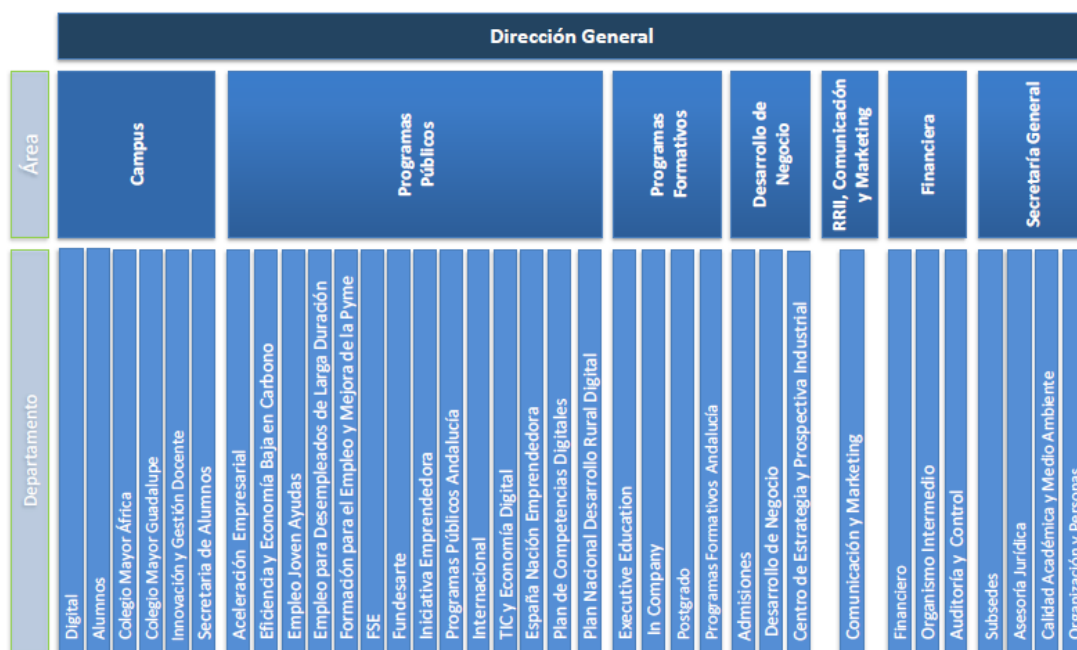 Dirección General
Área
Campus
Programas
Públicos
Programas
Formativos
Desarrollo de
Negocio
RRII, Comunicación
y Marketing
Financiera
Secretaría General
Departamento
Digital
Alumnos
Colegio Mayor África
Colegio Mayor Guadalupe
Innovación y Gestión Docente
Secretaria de Alumnos
Aceleración Empresarial
Eficiencia y Economía Baja en Carbono
Empleo Joven Ayudas
Empleo para Desempleados de Larga Duración
Formación para el Empleo y Mejora de la Pyme
FSE
Fundesarte
Iniciativa Emprendedora
Programas Públicos Andalucía
Internacional
TIC y Economía Digital
España Nación Emprendedora
Plan de Competencias Digitales
Plan Nacional Desarrollo Rural Digital
Executive Education
In Company
Postgrado
Programas Formativos Andalucía
Admisiones
Desarrollo de Negocio
Centro de Estrategia y Prospectiva Industrial
Comunicación y Marketing
Financiero
Organismo Intermedio
Auditoría y Control
Subsedes
Asesoría Jurídica
Calidad Académica y Medio Ambiente
Organización y Personas